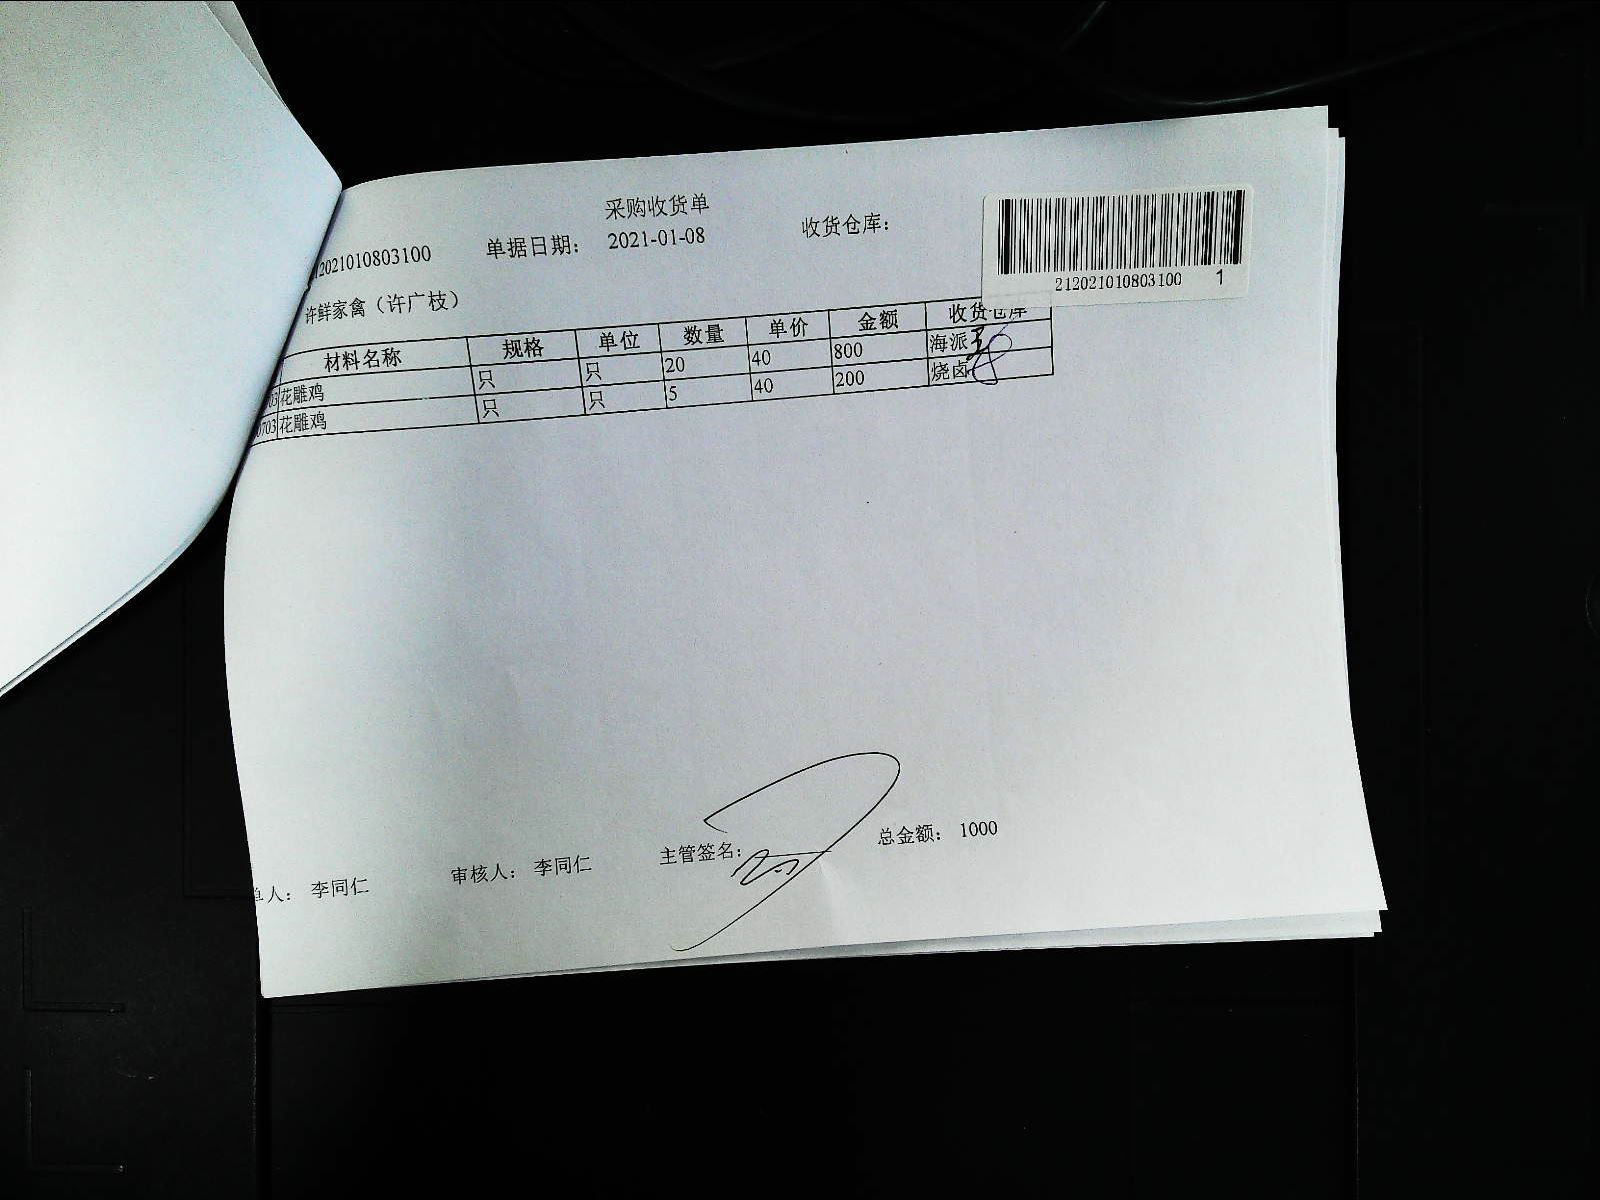 采购收货单
2021010803100 单据日期: 2021-01-08 收货仓库:
212021010803100 1
许鲜家禽（许广枝）
材料名称 规格 单位 数量 单价 金额 收货仓库
03 花雕鸡 只 只 20 40 800 海派
0703 花雕鸡 只 只 5 40 200 烧卤
单人: 李同仁 审核人: 李同仁 主管签名: 总金额: 1000